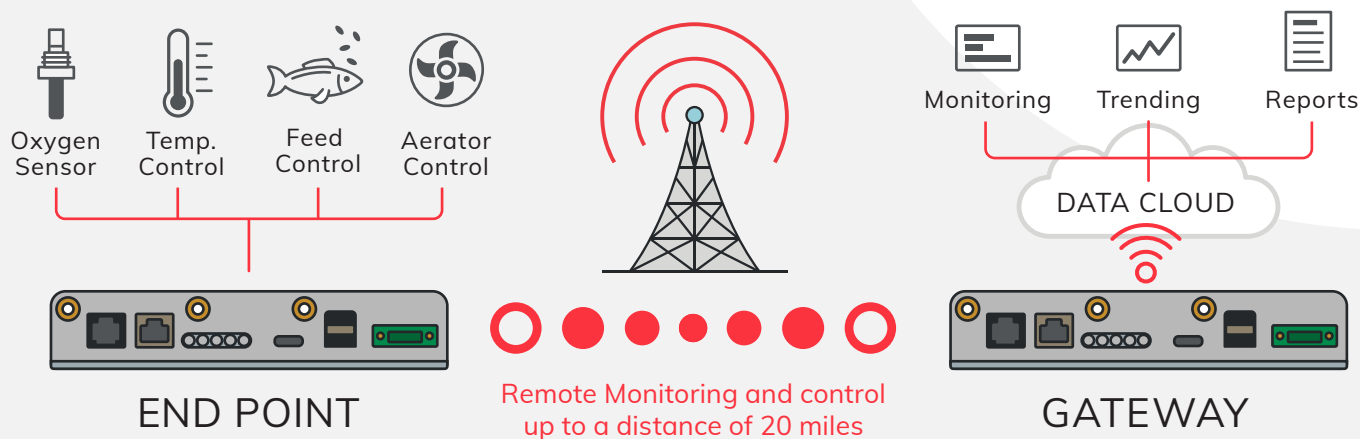 Oxygen
Sensor
Temp.
Control
Feed
Control
Aerator
Control
Monitoring
Trending
Reports
DATA CLOUD
END POINT
Remote Monitoring and control
up to a distance of 20 miles
GATEWAY